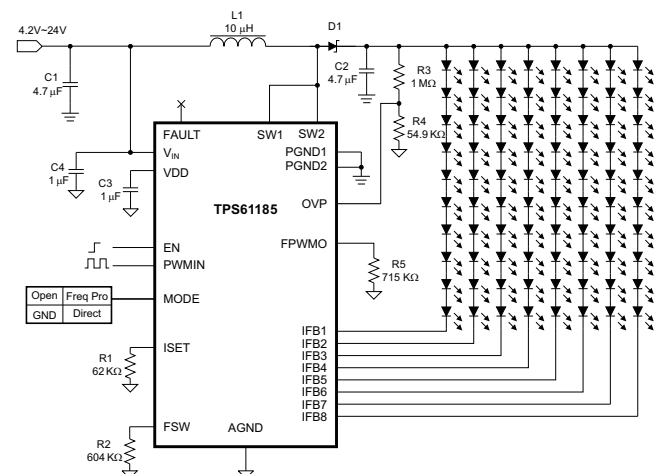 4.2V~24V
L1
10 µH
D1
C1
4.7 µF
C2
4.7 µF
R3
1 MΩ
R4
54.9 KΩ
FAULT
SW1
SW2
VIN
VDD
PGND1
PGND2
C4
1 µF
C3
1 µF
TPS61185
OVP
EN
PWMIN
FPWMO
R5
715 KΩ
Open
Freq Pro
GND
Direct
MODE
R1
62 KΩ
ISET
IFB1
IFB2
IFB3
IFB4
IFB5
IFB6
IFB7
IFB8
R2
604 KΩ
FSW
AGND